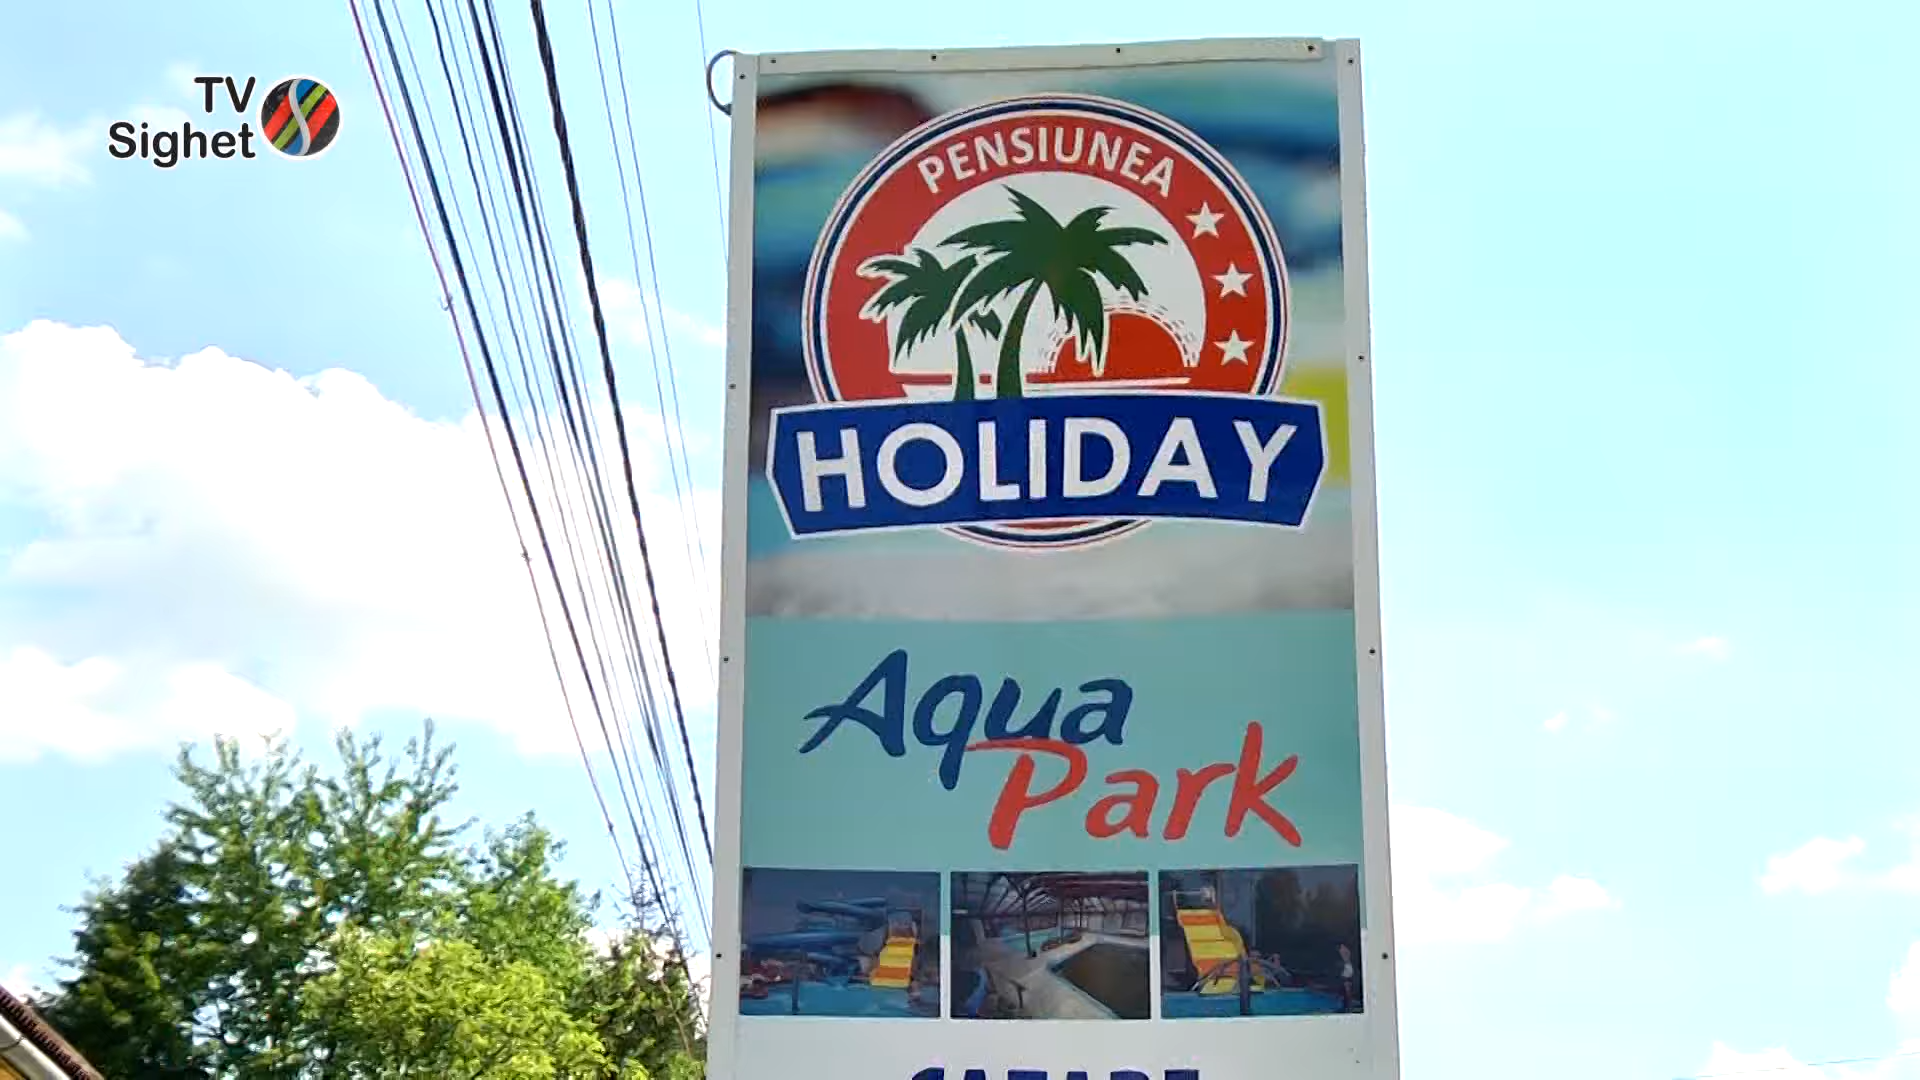 TV
Sighet
PENSIUNEA
HOLIDAY
Aqua
Park